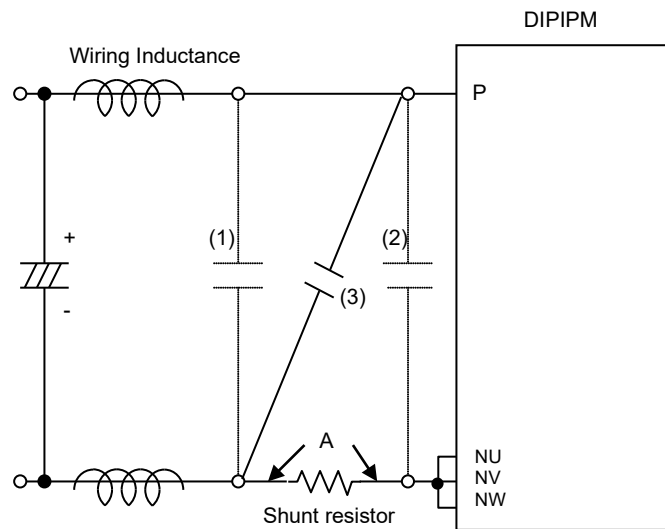 DIPIPM
Wiring Inductance
P
+
-
(1)
(2)
(3)
A
NU
NV
NW
Shunt resistor